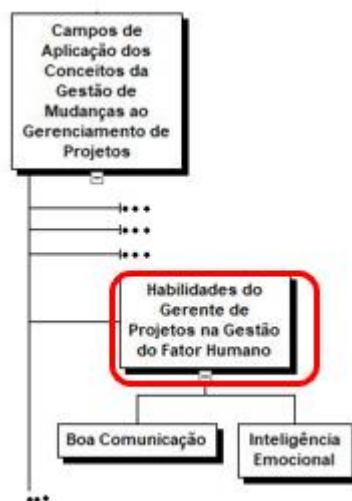 Campos de
Aplicação dos
Conceitos da
Gestão de
Mudanças ao
Gerenciamento de
Projetos
Habilidades do
Gerente de
Projetos na Gestão
do Fator Humano
Boa Comunicação
Inteligência
Emocional